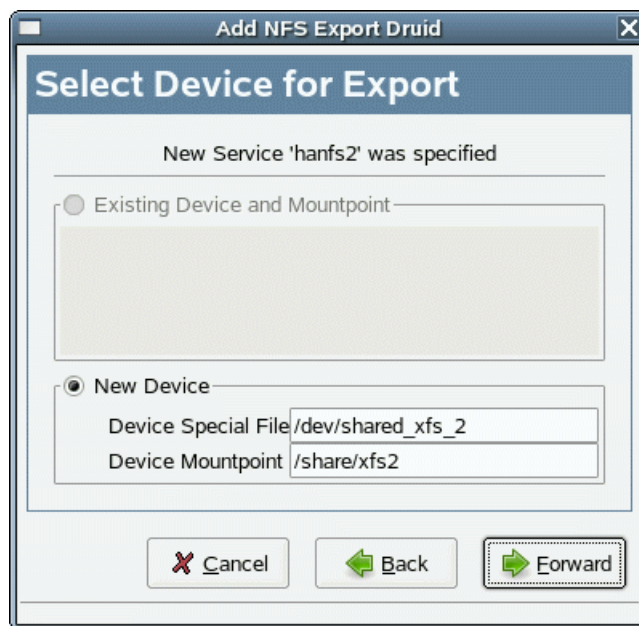 Add NFS Export Druid
Select Device for Export
New Service 'hanfs2' was specified
Existing Device and Mountpoint
New Device
Device Special File /dev/shared_xfs_2
Device Mountpoint /share/xfs2
Cancel Back Forward